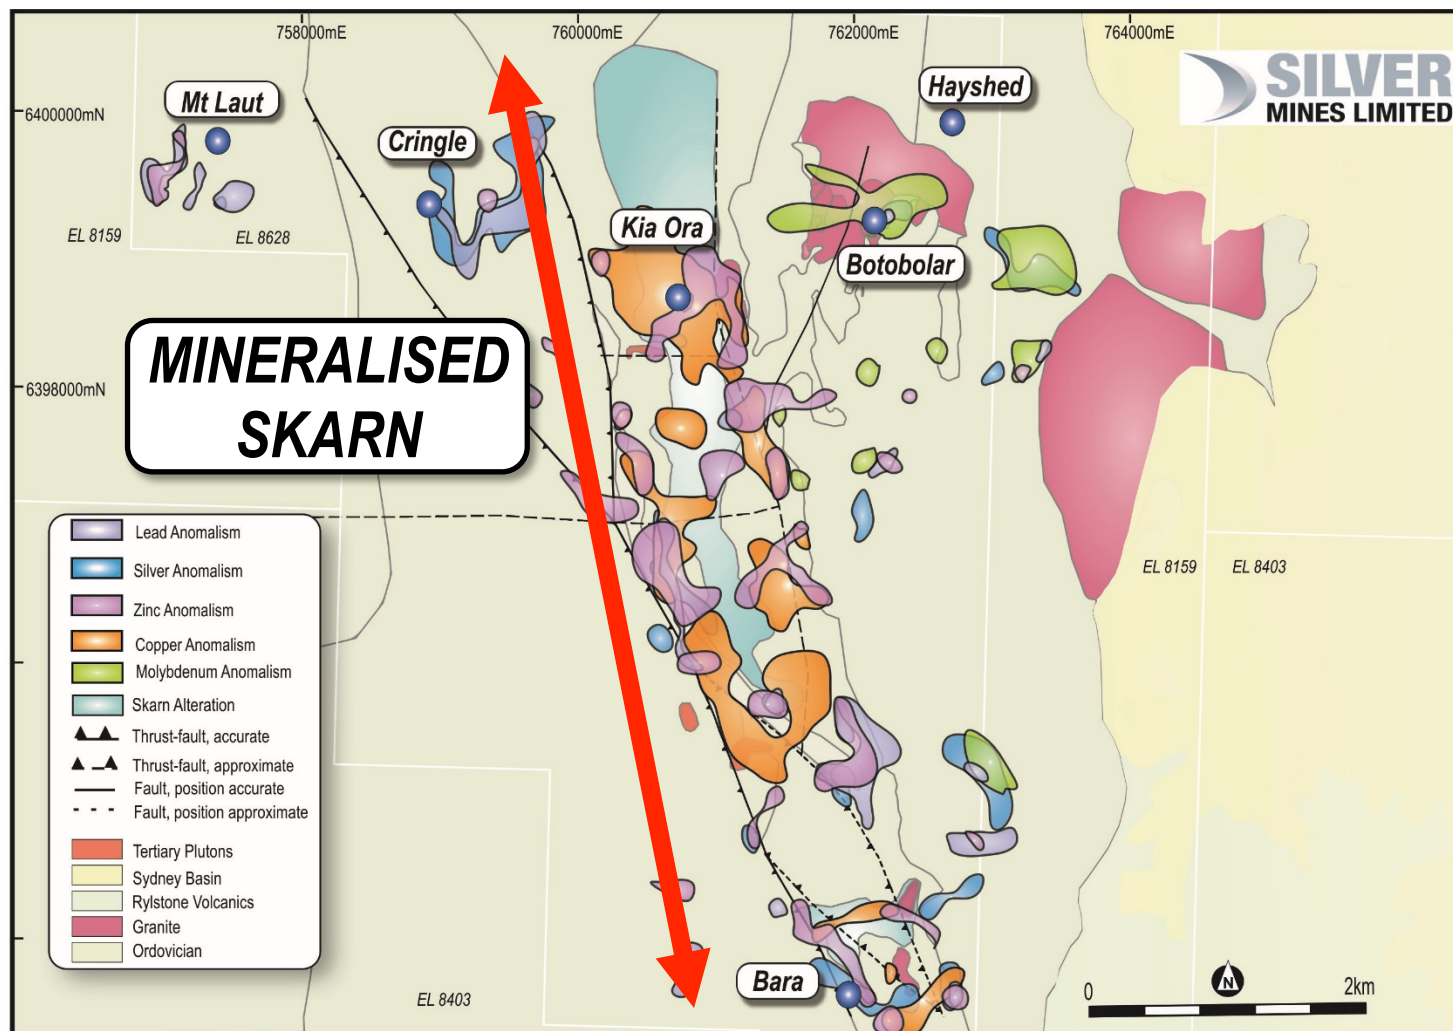 758000mE
760000mE
762000mE
764000mE
SILVER
MINES LIMITED
6400000mN
Mt Laut
Cringle
Hayshed
Kia Ora
Botobolar
EL 8159
EL 8628
MINERALISED
SKARN
6398000mN
Lead Anomalism
Silver Anomalism
Zinc Anomalism
Copper Anomalism
Molybdenum Anomalism
Skarn Alteration
Thrust-fault, accurate
Thrust-fault, approximate
Fault, position accurate
Fault, position approximate
Tertiary Plutons
Sydney Basin
Rylstone Volcanics
Granite
Ordovician
EL 8159
EL 8403
EL 8403
Bara
0
N
2km